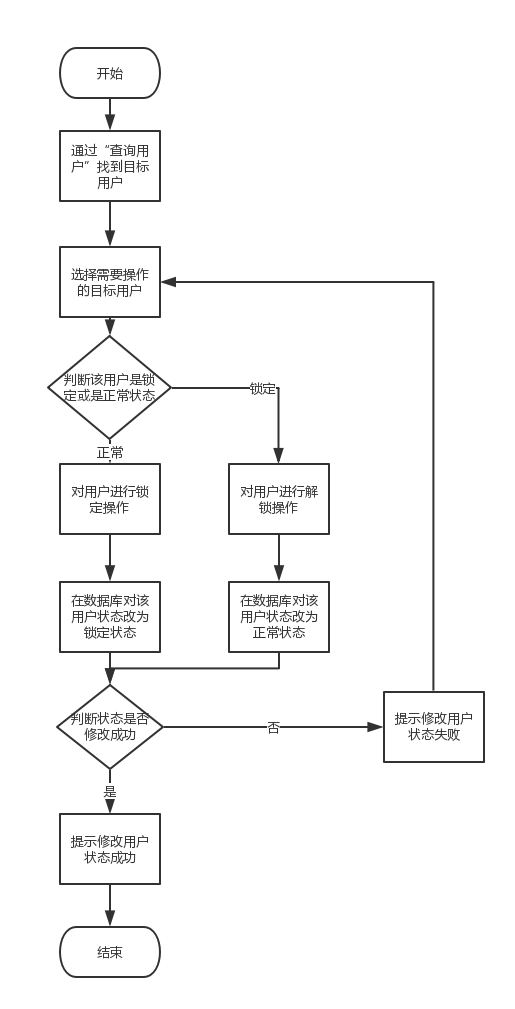 开始
通过“查询用
户”找到目标
用户
选择需要操作
的目标用户
判断该用户是锁
定或是正常状态
锁定
正常
对用户进行锁
定操作
对用户进行解
锁操作
在数据库对该
用户状态改为
锁定状态
在数据库对该
用户状态改为
正常状态
判断状态是否
修改成功
否
提示修改用户
状态失败
是
提示修改用户
状态成功
结束